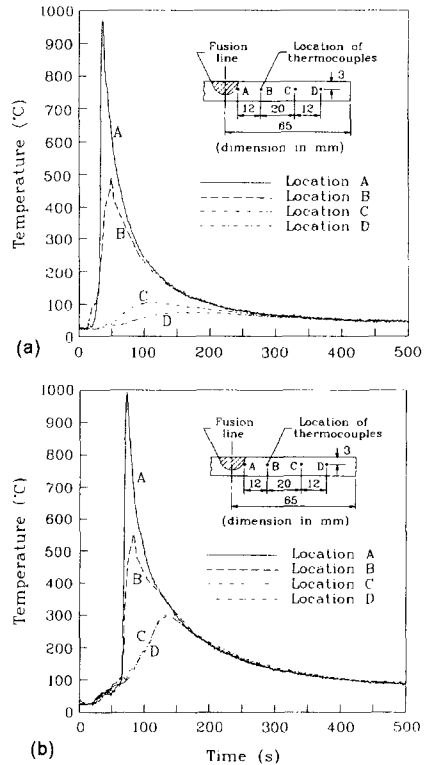 (a)
Temperature (°C)
1000
900
800
700
600
500
400
300
200
100
0
0 100 200 300 400 500
A
B
C
D
Fusion line
Location of thermocouples
A B C D
3
12 20 12
65
(dimension in mm)
Location A
Location B
Location C
Location D
(b)
Temperature (°C)
1000
900
800
700
600
500
400
300
200
100
0
0 100 200 300 400 500
Time (s)
A
B
C
D
Fusion line
Location of thermocouples
A B C D
3
12 20 12
65
(dimension in mm)
Location A
Location B
Location C
Location D